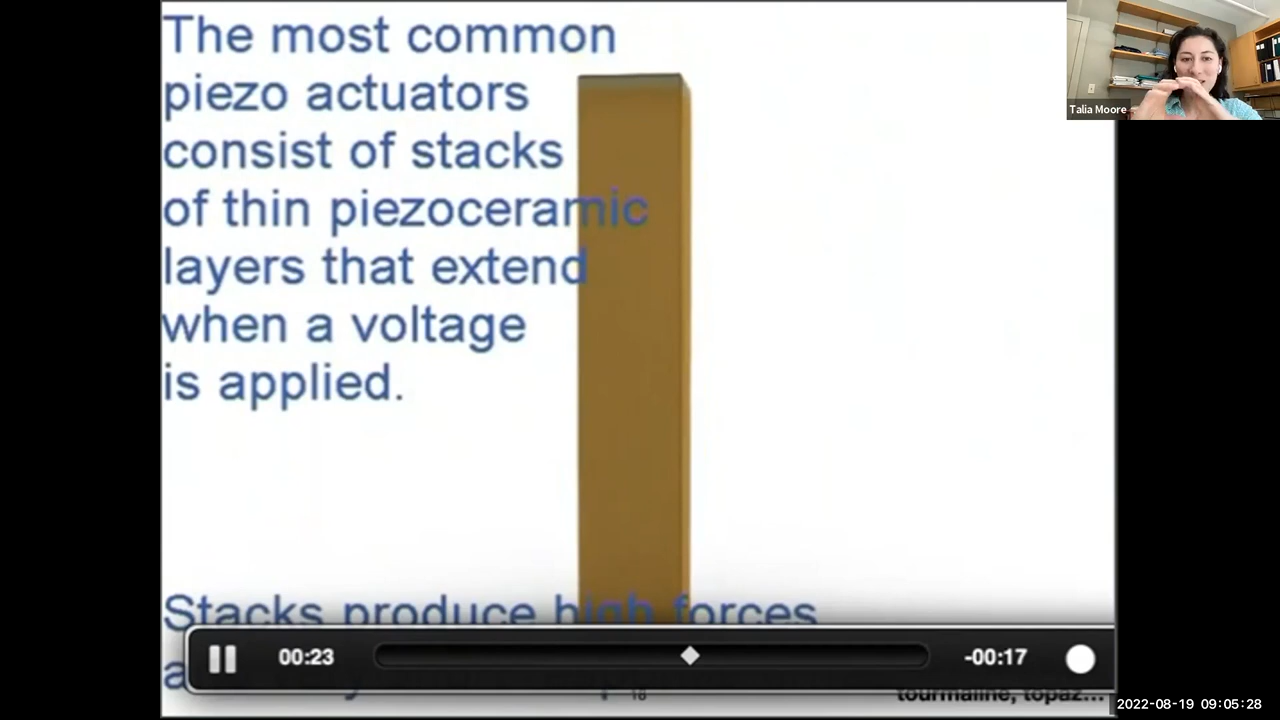 The most common
piezo actuators
consist of stacks
of thin piezoceramic
layers that extend
when a voltage
is applied.
Stacks produce high forces
00:23
-00:17
18
tourmaline, topaz...
Talia Moore
2022-08-19 09:05:28